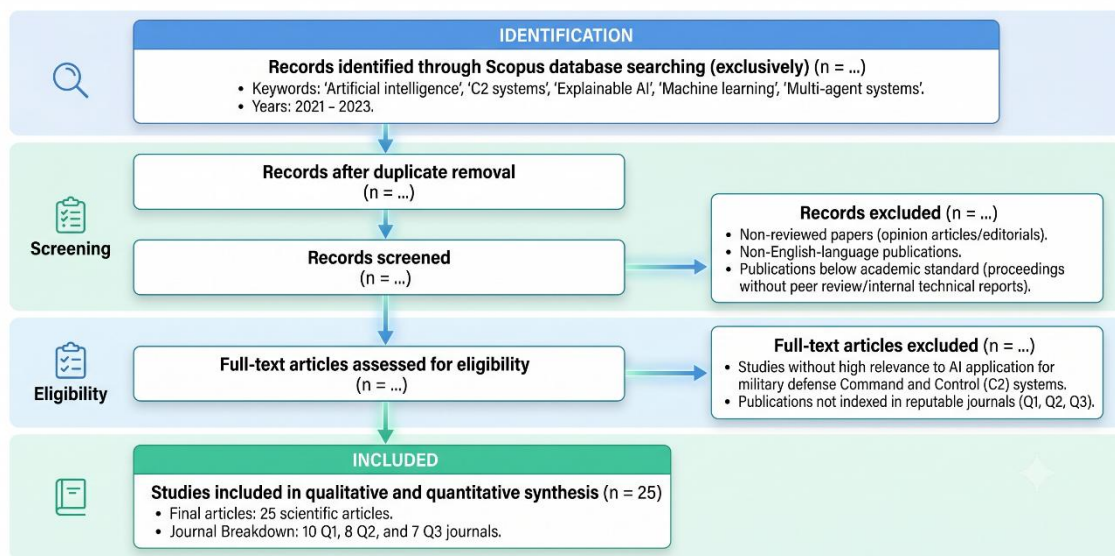 IDENTIFICATION
Records identified through Scopus database searching (exclusively) (n = ...)
• Keywords: ‘Artificial intelligence’, ‘C2 systems’, ‘Explainable AI’, ‘Machine learning’, ‘Multi-agent systems’.
• Years: 2021 – 2023.
Screening
Records after duplicate removal
(n = ...)
Records screened
(n = ...)
Records excluded (n = ...)
• Non-reviewed papers (opinion articles/editorials).
• Non-English-language publications.
• Publications below academic standard (proceedings
without peer review/internal technical reports).
Eligibility
Full-text articles assessed for eligibility
(n = ...)
Full-text articles excluded (n = ...)
• Studies without high relevance to AI application for
military defense Command and Control (C2) systems.
• Publications not indexed in reputable journals (Q1, Q2, Q3).
INCLUDED
Studies included in qualitative and quantitative synthesis (n = 25)
• Final articles: 25 scientific articles.
• Journal Breakdown: 10 Q1, 8 Q2, and 7 Q3 journals.